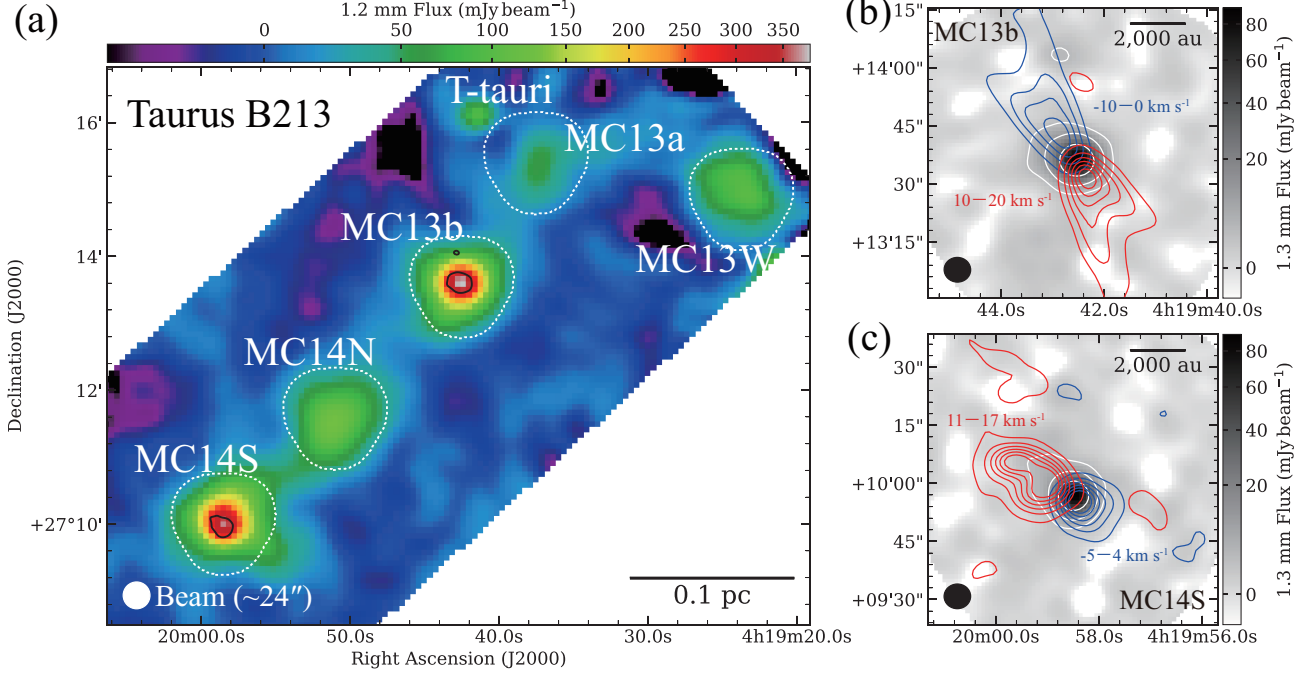 (a)
1.2 mm Flux (mJy beam⁻¹)
0 50 100 150 200 250 300 350
Taurus B213
T-tauri
MC13a
MC13b
MC13W
MC14N
MC14S
Beam (~24″)
0.1 pc
16'
14'
12'
+27°10'
Declination (J2000)
20m00.0s 50.0s 40.0s 30.0s 4h19m20.0s
Right Ascension (J2000)
(b)
MC13b
2,000 au
-10－0 km s⁻¹
10－20 km s⁻¹
15"
+14'00"
45"
30"
+13'15"
44.0s 42.0s 4h19m40.0s
80
60
40
20
0
1.3 mm Flux (mJy beam⁻¹)
(c)
2,000 au
11－17 km s⁻¹
-5－4 km s⁻¹
MC14S
30"
15"
+10'00"
45"
+09'30"
20m00.0s 58.0s 4h19m56.0s
80
60
40
20
0
1.3 mm Flux (mJy beam⁻¹)